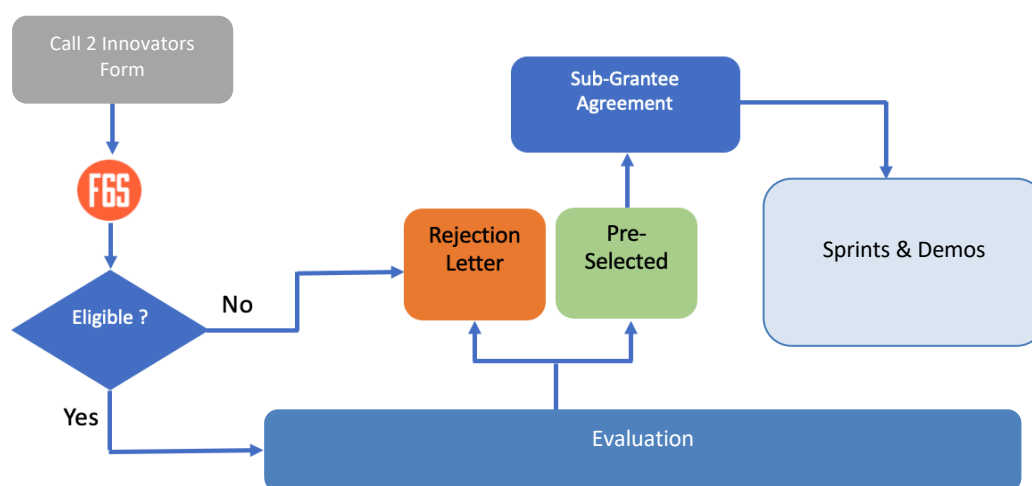 Call 2 Innovators
Form
F6S
Eligible ?
No
Yes
Rejection
Letter
Pre-
Selected
Sub-Grantee
Agreement
Sprints & Demos
Evaluation